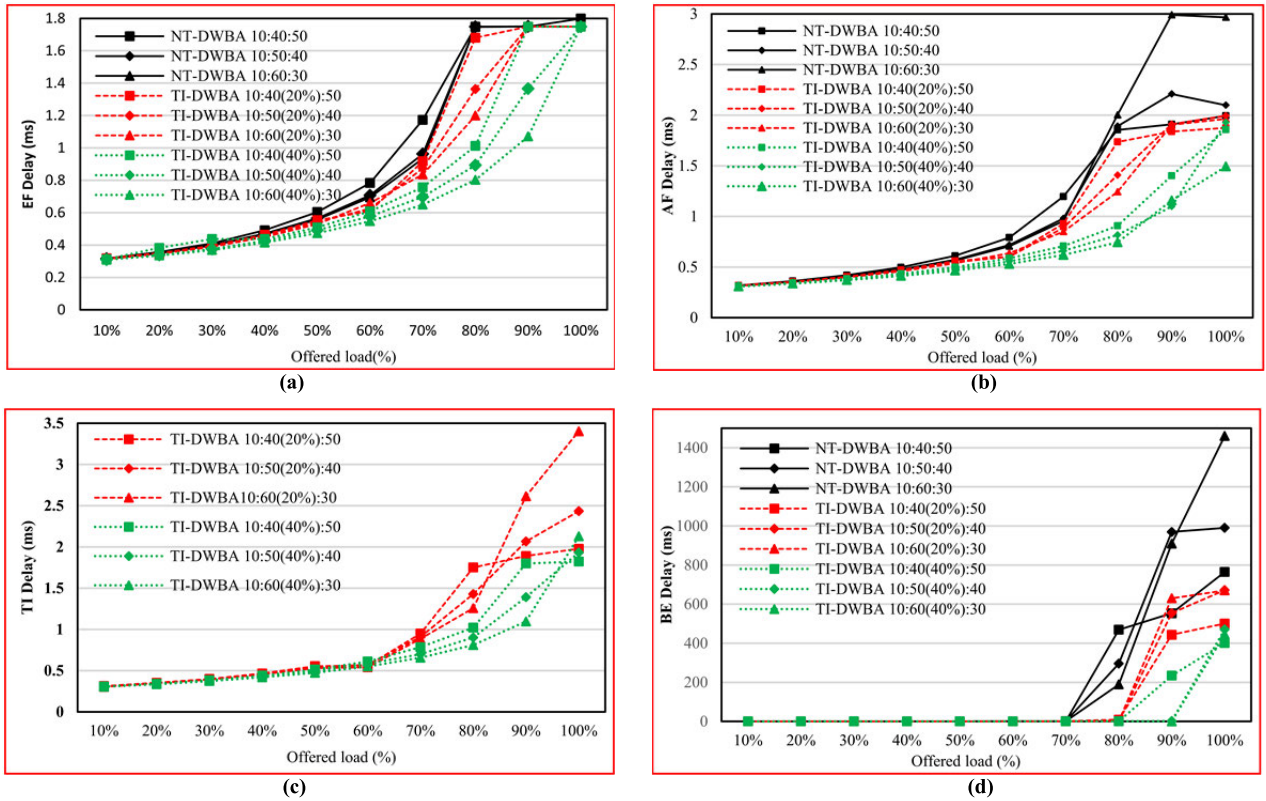 1.8
1.6
1.4
1.2
1
0.8
0.6
0.4
0.2
0
EF Delay (ms)
NT-DWBA 10:40:50
NT-DWBA 10:50:40
NT-DWBA 10:60:30
TI-DWBA 10:40(20%):50
TI-DWBA 10:50(20%):40
TI-DWBA 10:60(20%):30
TI-DWBA 10:40(40%):50
TI-DWBA 10:50(40%):40
TI-DWBA 10:60(40%):30
10% 20% 30% 40% 50% 60% 70% 80% 90% 100%
Offered load(%)
(a)
3
2.5
2
1.5
1
0.5
0
AF Delay (ms)
NT-DWBA 10:40:50
NT-DWBA 10:50:40
NT-DWBA 10:60:30
TI-DWBA 10:40(20%):50
TI-DWBA 10:50(20%):40
TI-DWBA 10:60(20%):30
TI-DWBA 10:40(40%):50
TI-DWBA 10:50(40%):40
TI-DWBA 10:60(40%):30
10% 20% 30% 40% 50% 60% 70% 80% 90% 100%
Offered load (%)
(b)
3.5
3
2.5
2
1.5
1
0.5
0
TI Delay (ms)
TI-DWBA 10:40(20%):50
TI-DWBA 10:50(20%):40
TI-DWBA10:60(20%):30
TI-DWBA 10:40(40%):50
TI-DWBA 10:50(40%):40
TI-DWBA 10:60(40%):30
10% 20% 30% 40% 50% 60% 70% 80% 90% 100%
Offered load (%)
(c)
1400
1200
1000
800
600
400
200
0
BE Delay (ms)
NT-DWBA 10:40:50
NT-DWBA 10:50:40
NT-DWBA 10:60:30
TI-DWBA 10:40(20%):50
TI-DWBA 10:50(20%):40
TI-DWBA 10:60(20%):30
TI-DWBA 10:40(40%):50
TI-DWBA 10:50(40%):40
TI-DWBA 10:60(40%):30
10% 20% 30% 40% 50% 60% 70% 80% 90% 100%
Offered load (%)
(d)